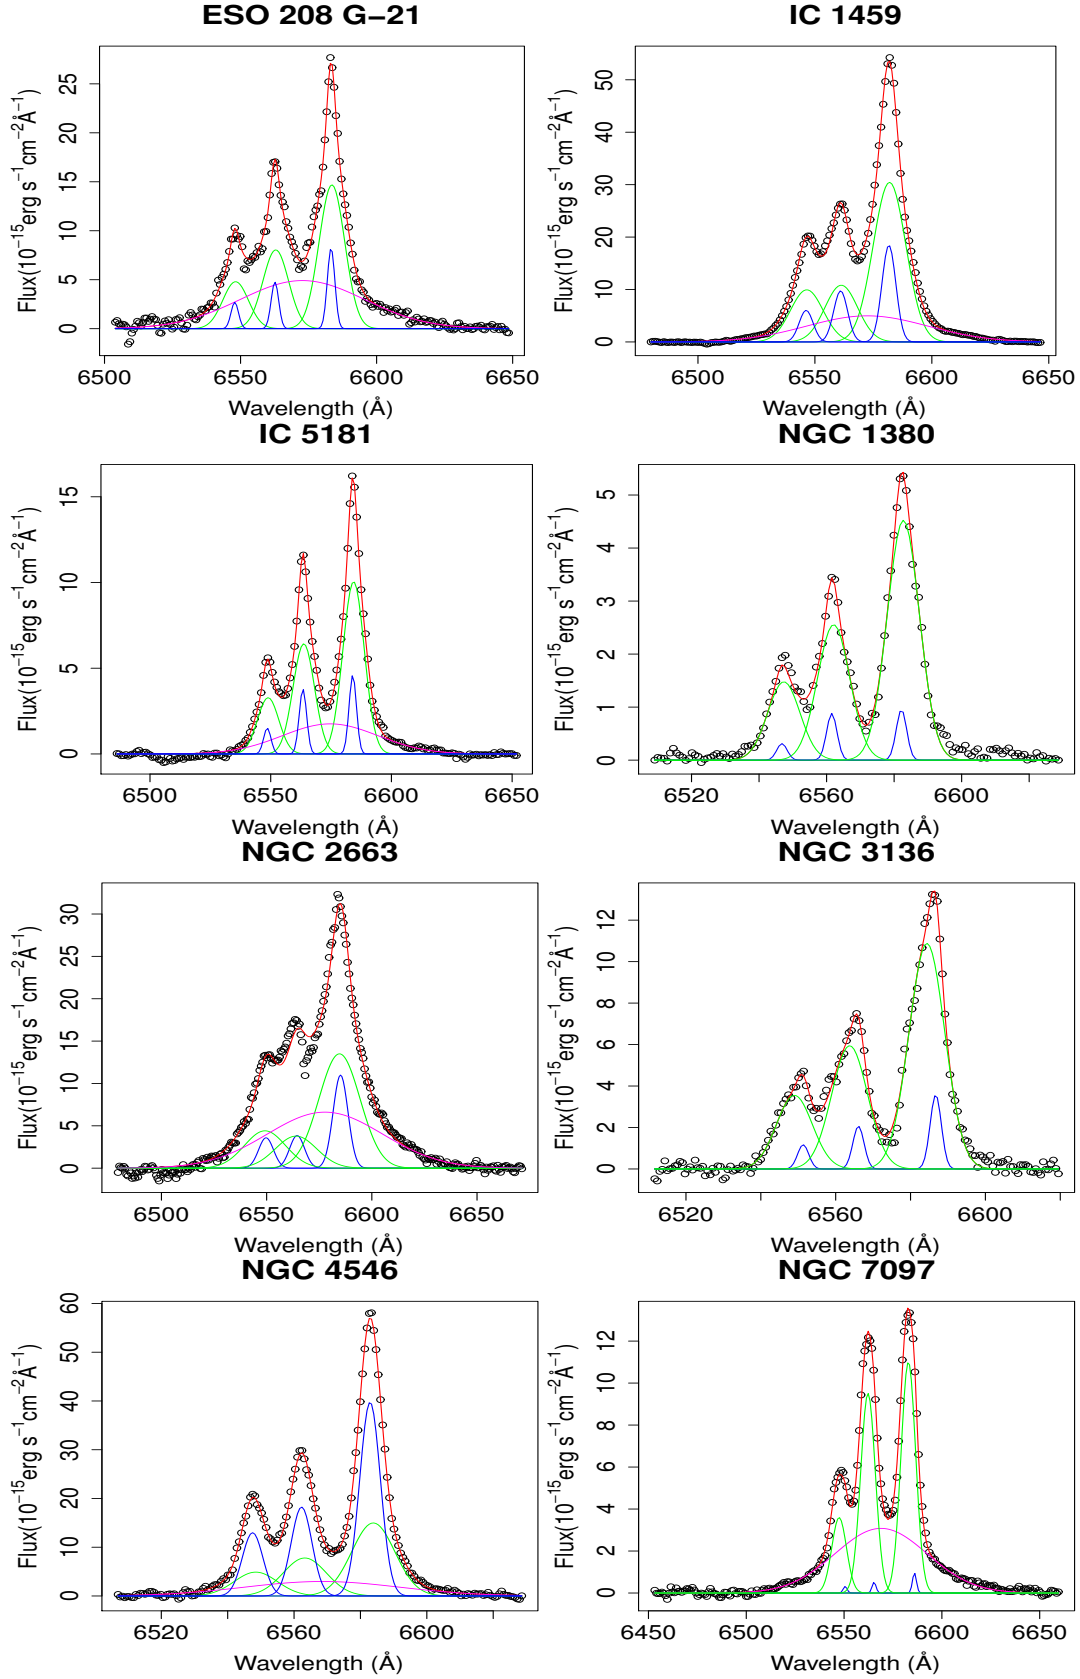 ESO 208 G−21
IC 1459
Flux(10⁻¹⁵erg s⁻¹cm⁻²Å⁻¹)
0 5 10 15 20 25
6500 6550 6600 6650
Wavelength (Å)
Flux(10⁻¹⁵erg s⁻¹cm⁻²Å⁻¹)
0 10 20 30 40 50
6500 6550 6600 6650
Wavelength (Å)
IC 5181
NGC 1380
Flux(10⁻¹⁵erg s⁻¹cm⁻²Å⁻¹)
0 5 10 15
6500 6550 6600 6650
Wavelength (Å)
Flux(10⁻¹⁵erg s⁻¹cm⁻²Å⁻¹)
0 1 2 3 4 5
6520 6560 6600
Wavelength (Å)
NGC 2663
NGC 3136
Flux(10⁻¹⁵erg s⁻¹cm⁻²Å⁻¹)
0 5 10 15 20 25 30
6500 6550 6600 6650
Wavelength (Å)
Flux(10⁻¹⁵erg s⁻¹cm⁻²Å⁻¹)
0 2 4 6 8 10 12
6520 6560 6600
Wavelength (Å)
NGC 4546
NGC 7097
Flux(10⁻¹⁵erg s⁻¹cm⁻²Å⁻¹)
0 10 20 30 40 50 60
6520 6560 6600
Wavelength (Å)
Flux(10⁻¹⁵erg s⁻¹cm⁻²Å⁻¹)
0 2 4 6 8 10 12
6450 6500 6550 6600 6650
Wavelength (Å)